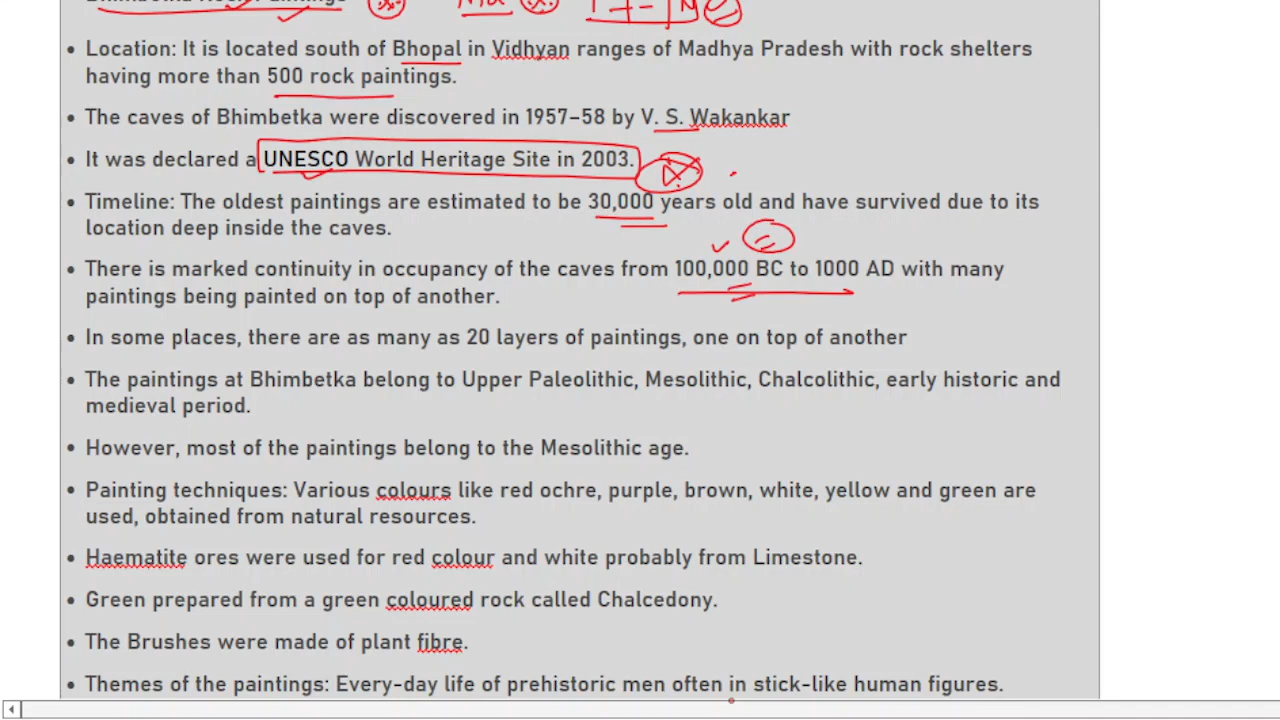 Bhimbetka Rock Paintings
• Location: It is located south of Bhopal in Vidhyan ranges of Madhya Pradesh with rock shelters
having more than 500 rock paintings.
• The caves of Bhimbetka were discovered in 1957–58 by V. S. Wakankar
• It was declared a UNESCO World Heritage Site in 2003.
• Timeline: The oldest paintings are estimated to be 30,000 years old and have survived due to its
location deep inside the caves.
• There is marked continuity in occupancy of the caves from 100,000 BC to 1000 AD with many
paintings being painted on top of another.
• In some places, there are as many as 20 layers of paintings, one on top of another
• The paintings at Bhimbetka belong to Upper Paleolithic, Mesolithic, Chalcolithic, early historic and
medieval period.
• However, most of the paintings belong to the Mesolithic age.
• Painting techniques: Various colours like red ochre, purple, brown, white, yellow and green are
used, obtained from natural resources.
• Haematite ores were used for red colour and white probably from Limestone.
• Green prepared from a green coloured rock called Chalcedony.
• The Brushes were made of plant fibre.
• Themes of the paintings: Every-day life of prehistoric men often in stick-like human figures.